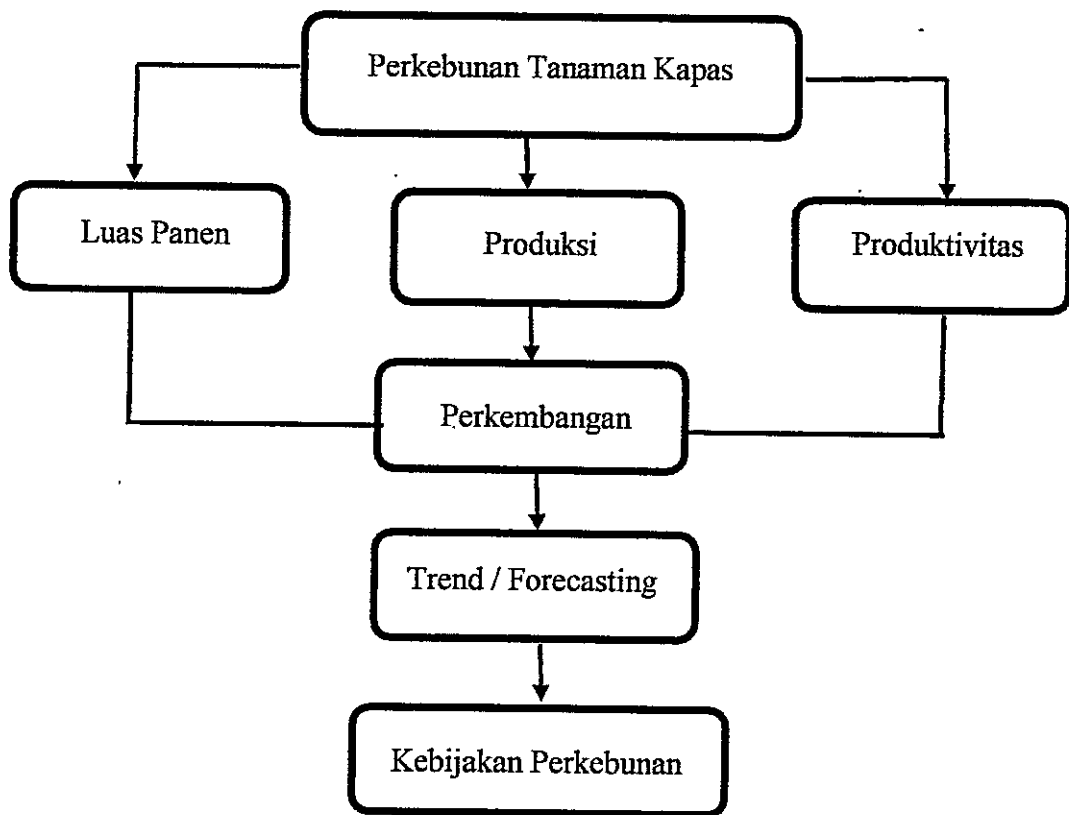 Perkebunan Tanaman Kapas
Luas Panen
Produksi
Produktivitas
Perkembangan
Trend / Forecasting
Kebijakan Perkebunan